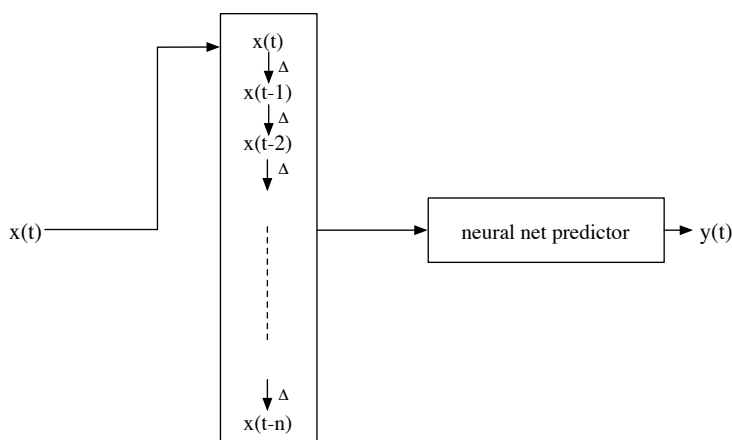 x(t)
Δ
x(t-1)
Δ
x(t-2)
Δ
x(t)
neural net predictor
y(t)
Δ
x(t-n)